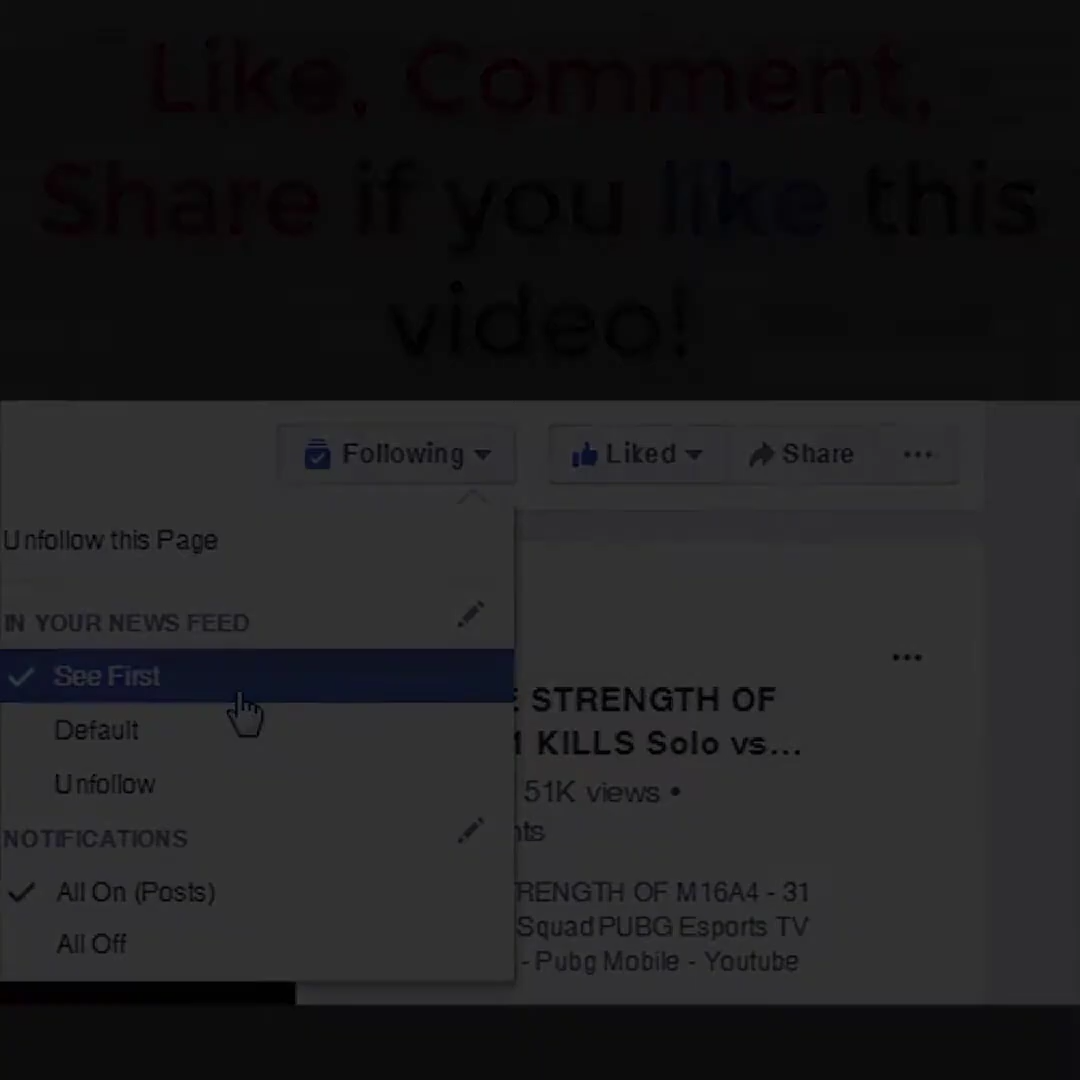 Like, Comment,
Share if you like this
video!
Following
Liked
Share
Unfollow this Page
IN YOUR NEWS FEED
See First
Default
Unfollow
NOTIFICATIONS
All On (Posts)
All Off
STRENGTH OF
KILLS Solo vs...
51K views •
RENGTH OF M16A4 - 31
Squad PUBG Esports TV
- Pubg Mobile - Youtube